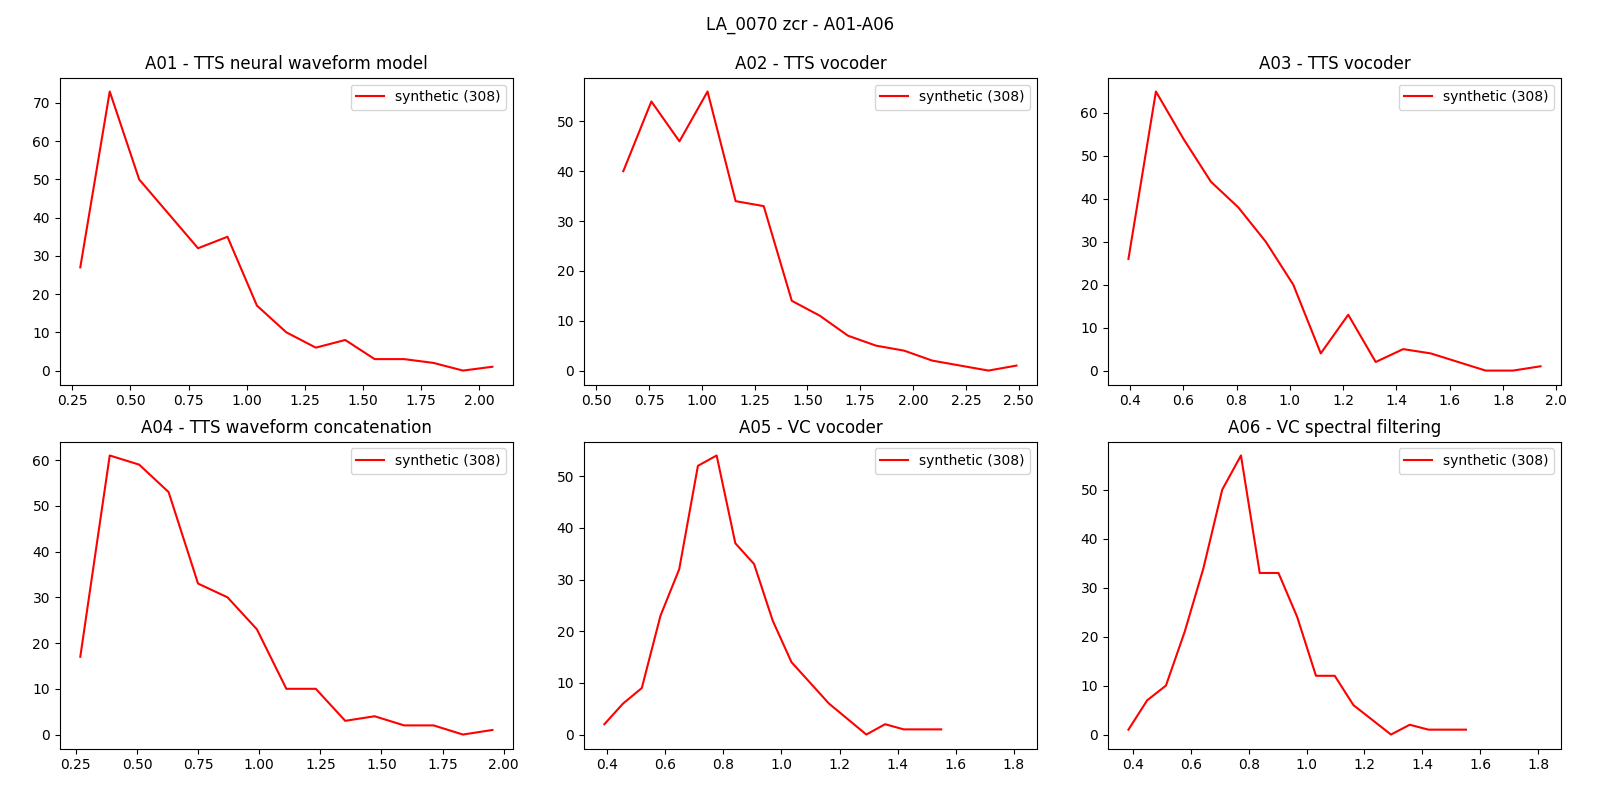 LA_0070 zcr - A01-A06
A01 - TTS neural waveform model
synthetic (308)
70
60
50
40
30
20
10
0
0.25 0.50 0.75 1.00 1.25 1.50 1.75 2.00
A02 - TTS vocoder
synthetic (308)
50
40
30
20
10
0
0.50 0.75 1.00 1.25 1.50 1.75 2.00 2.25 2.50
A03 - TTS vocoder
synthetic (308)
60
50
40
30
20
10
0
0.4 0.6 0.8 1.0 1.2 1.4 1.6 1.8 2.0
A04 - TTS waveform concatenation
synthetic (308)
60
50
40
30
20
10
0
0.25 0.50 0.75 1.00 1.25 1.50 1.75 2.00
A05 - VC vocoder
synthetic (308)
50
40
30
20
10
0
0.4 0.6 0.8 1.0 1.2 1.4 1.6 1.8
A06 - VC spectral filtering
synthetic (308)
50
40
30
20
10
0
0.4 0.6 0.8 1.0 1.2 1.4 1.6 1.8